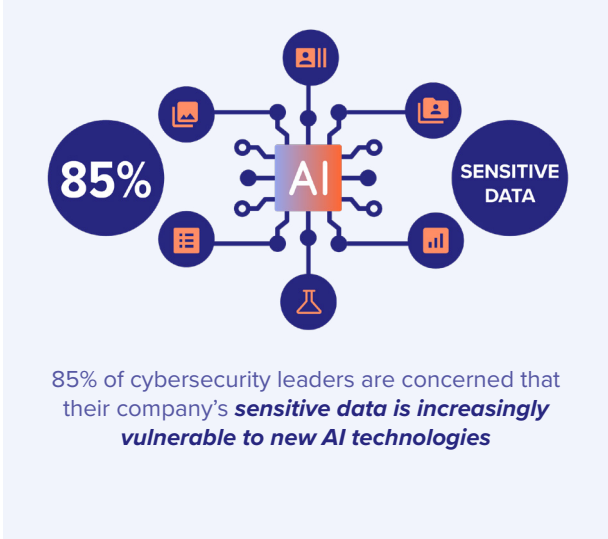 85%
AI
SENSITIVE
DATA
85% of cybersecurity leaders are concerned that
their company’s sensitive data is increasingly
vulnerable to new AI technologies